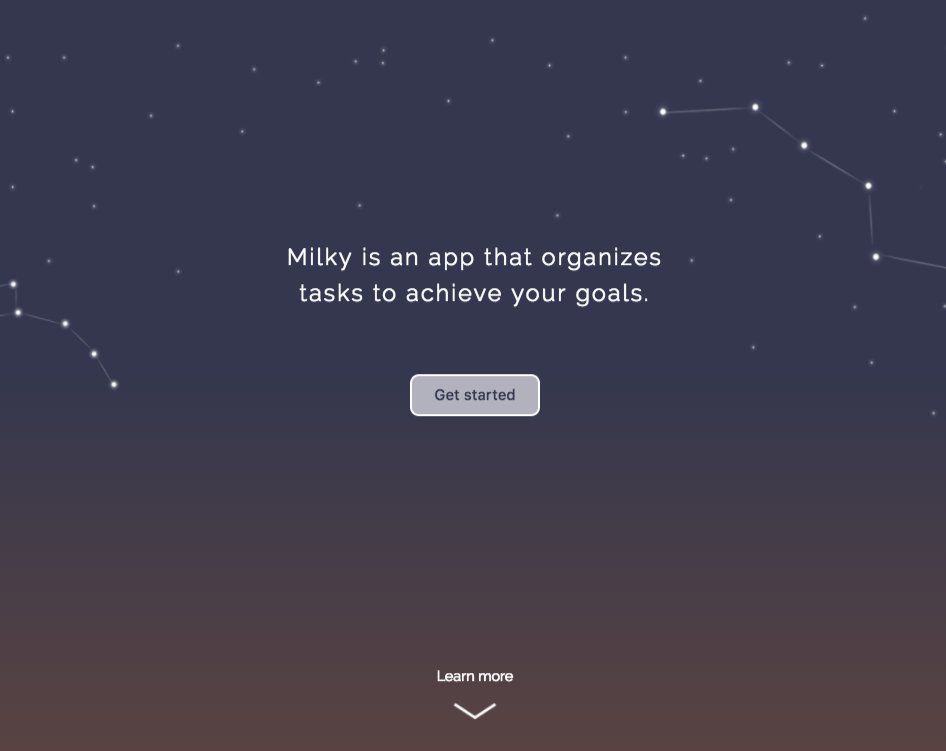 Milky is an app that organizes
tasks to achieve your goals.
Get started
Learn more